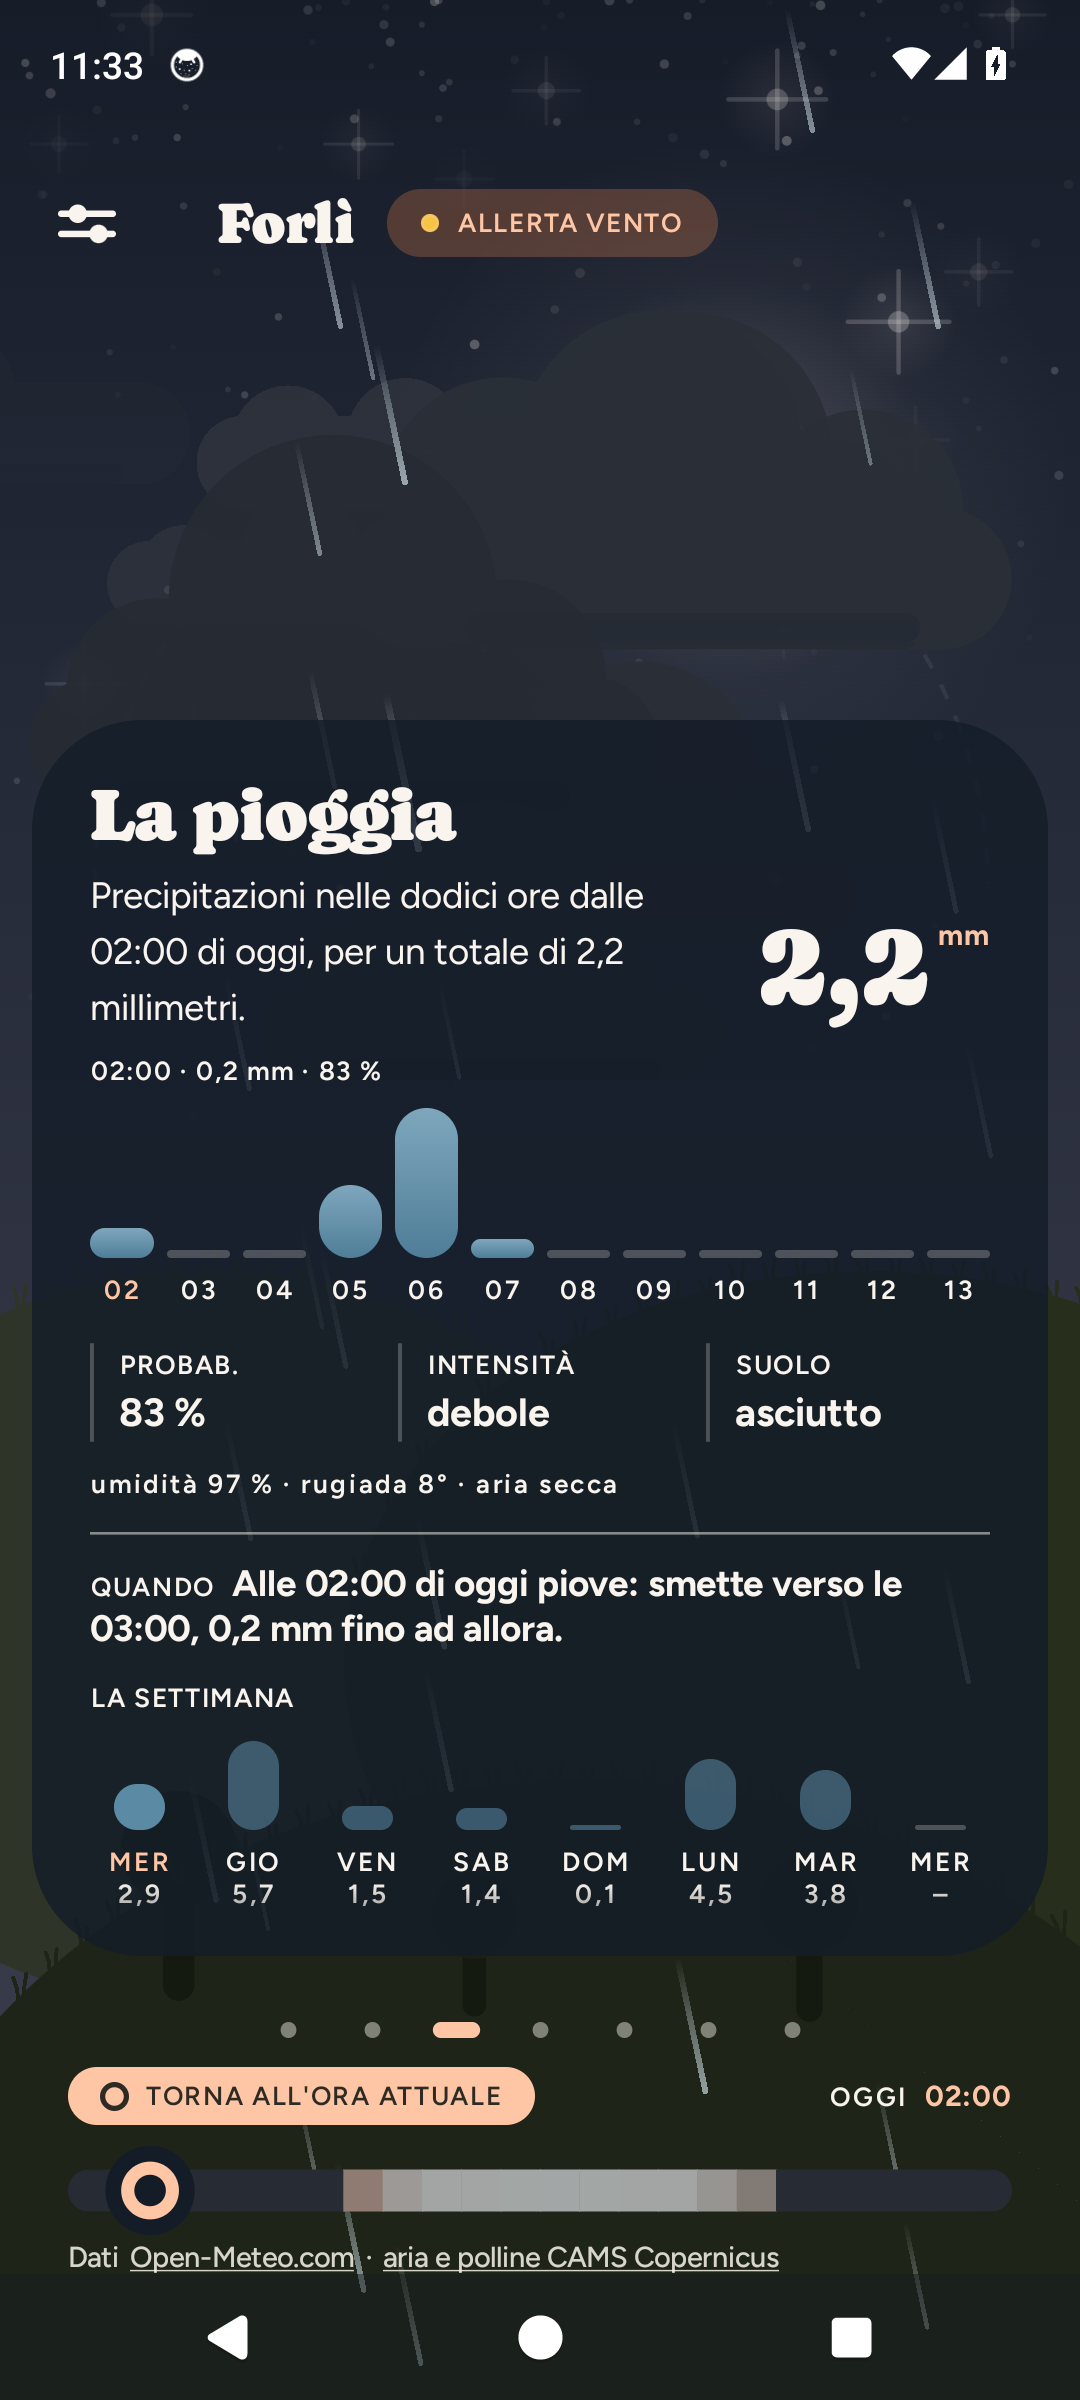 11:33
Forlì
ALLERTA VENTO
La pioggia
Precipitazioni nelle dodici ore dalle
02:00 di oggi, per un totale di 2,2
millimetri.
2,2 mm
02:00 · 0,2 mm · 83 %
02 03 04 05 06 07 08 09 10 11 12 13
PROBAB. INTENSITÀ SUOLO
83 % debole asciutto
umidità 97 % · rugiada 8° · aria secca
QUANDO Alle 02:00 di oggi piove: smette verso le
03:00, 0,2 mm fino ad allora.
LA SETTIMANA
MER GIO VEN SAB DOM LUN MAR MER
2,9 5,7 1,5 1,4 0,1 4,5 3,8 –
TORNA ALL'ORA ATTUALE
OGGI 02:00
Dati Open-Meteo.com · aria e polline CAMS Copernicus